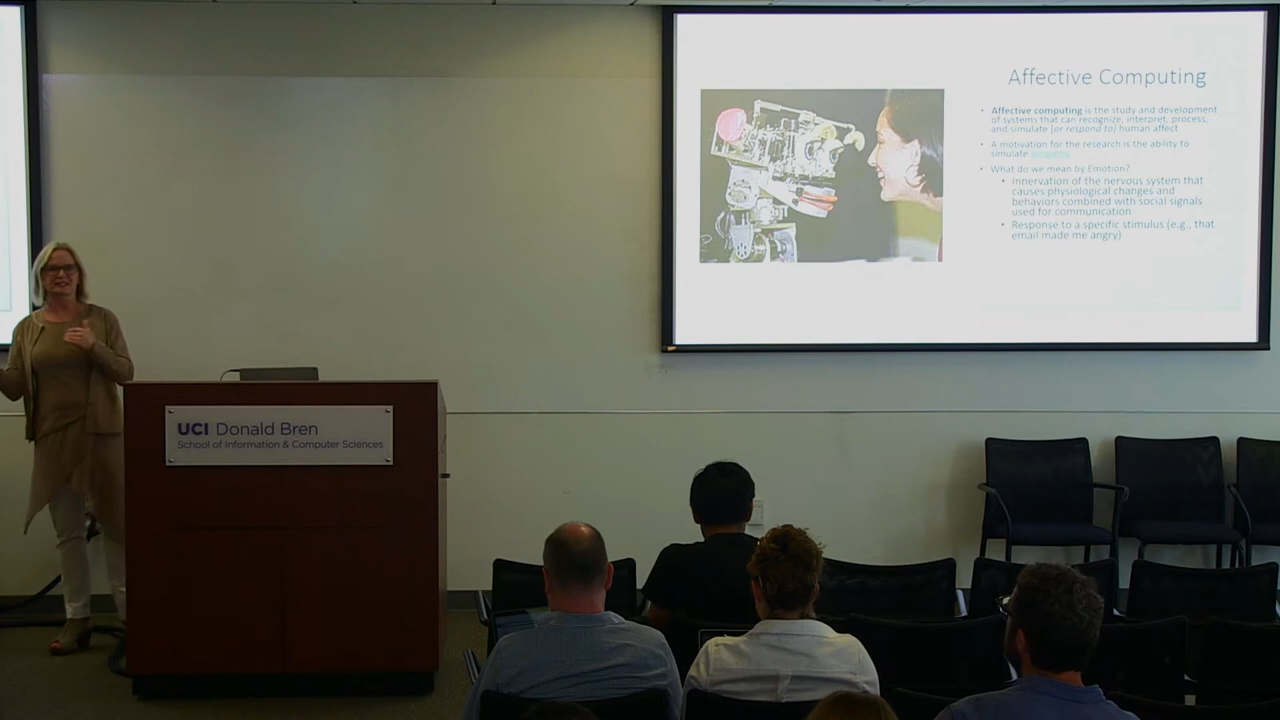 Affective Computing
• Affective computing is the study and development
of systems that can recognize, interpret, process,
and simulate [or respond to] human affect
• A motivation for the research is the ability to
simulate
• What do we mean by Emotion?
• Innervation of the nervous system that
causes physiological changes and
behaviors combined with social signals
used for communication
• Response to a specific stimulus (e.g., that
email made me angry)
UCI Donald Bren
School of Information & Computer Sciences